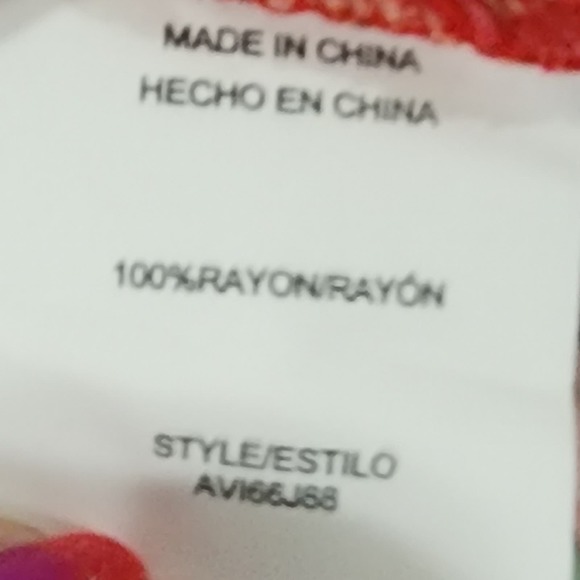 MADE IN CHINA
HECHO EN CHINA
100%RAYON/RAYÓN
STYLE/ESTILO
AVI66J68